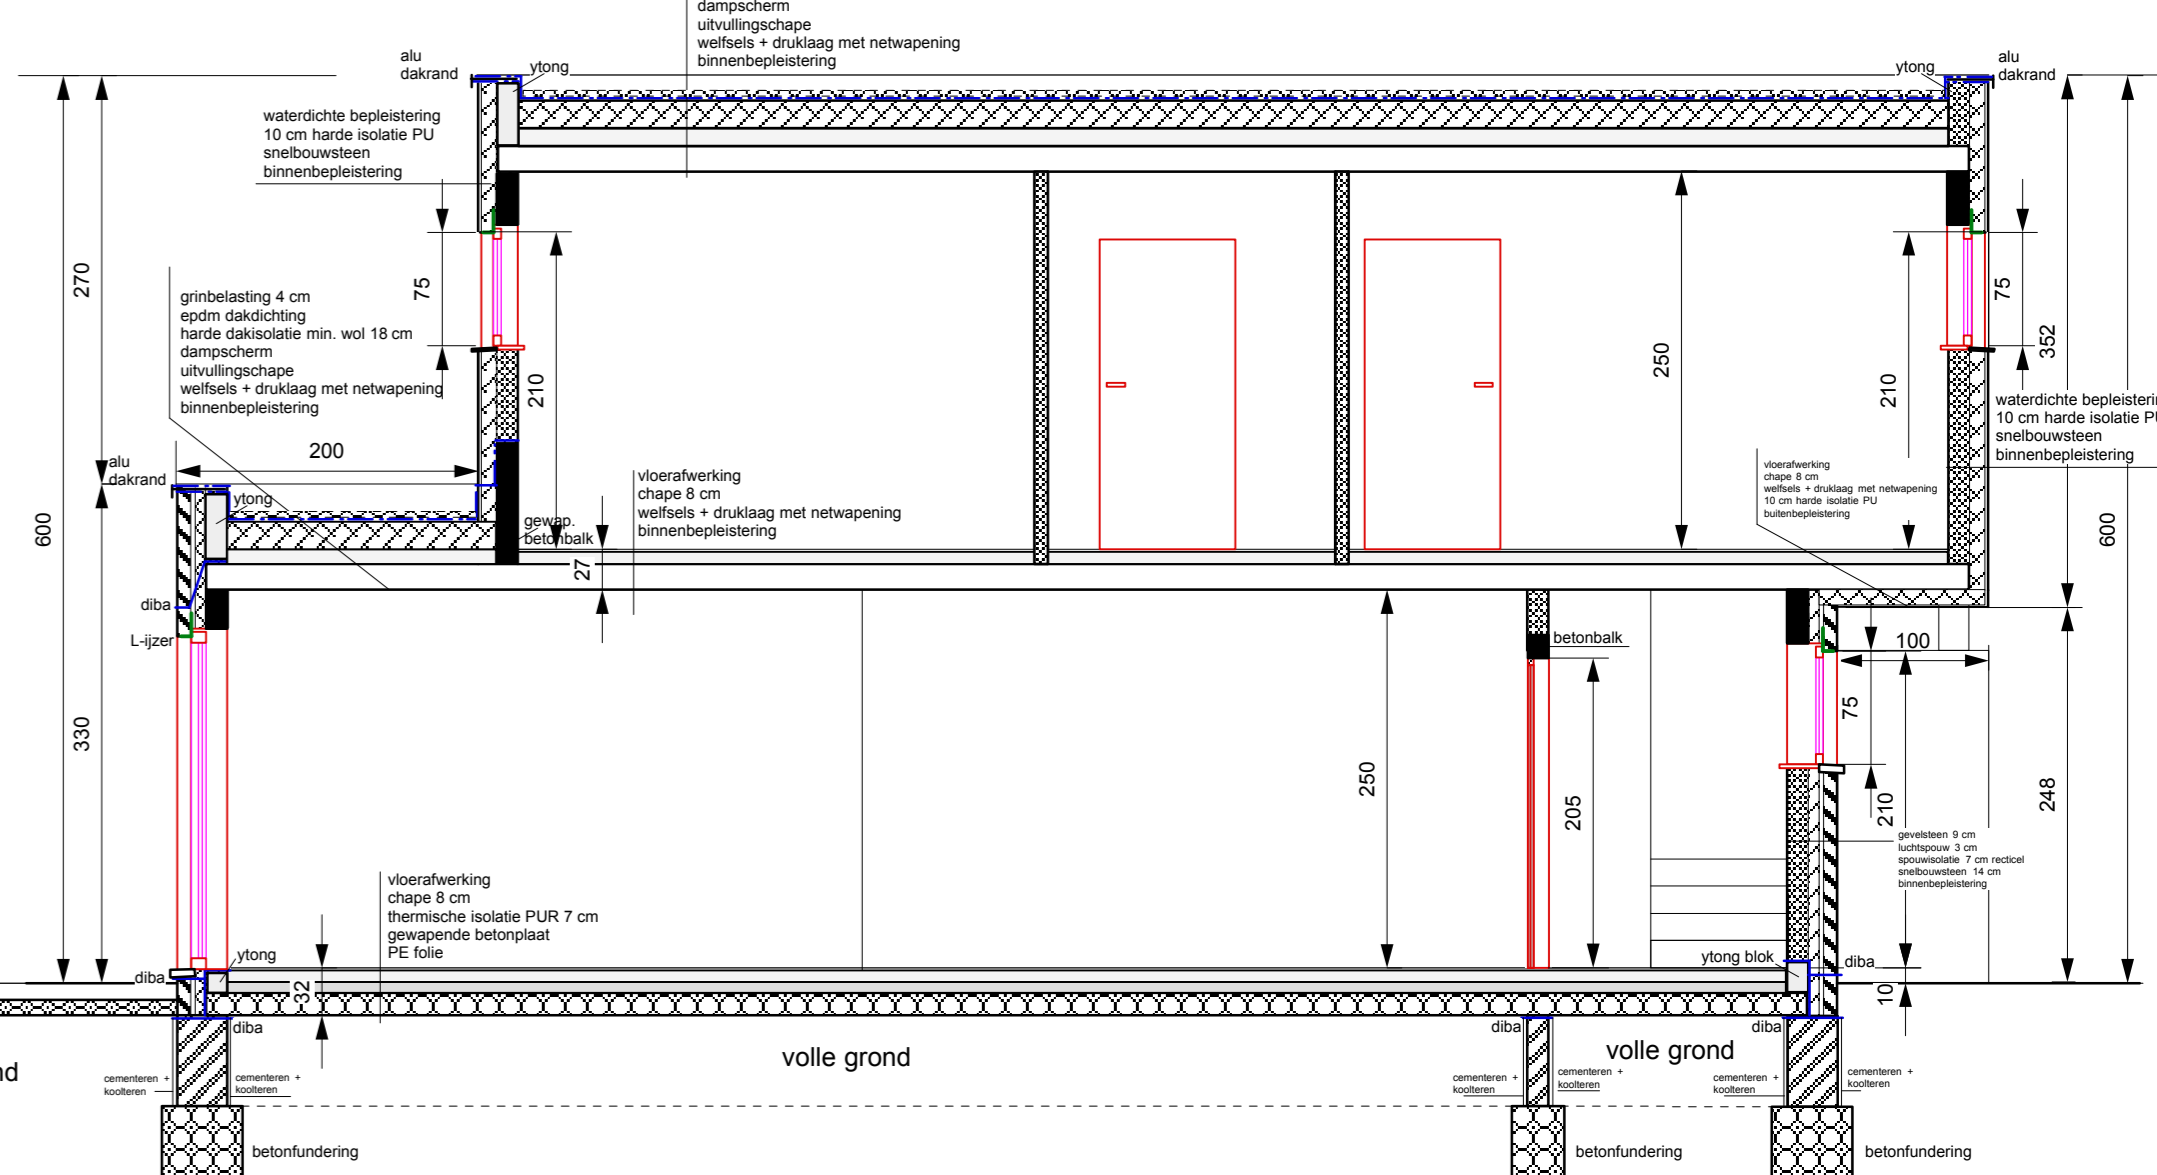 dampscherm
uitvullingschape
welfsels + druklaag met netwapening
binnenbepleistering
alu
dakrand
ytong
ytong
alu
dakrand
waterdichte bepleistering
10 cm harde isolatie PU
snelbouwsteen
binnenbepleistering
270
600
75
210
250
210
75
352
600
grinbelasting 4 cm
epdm dakdichting
harde dakisolatie min. wol 18 cm
dampscherm
uitvullingschape
welfsels + druklaag met netwapening
binnenbepleistering
waterdichte bepleisterin
10 cm harde isolatie PU
snelbouwsteen
binnenbepleistering
200
alu
dakrand
ytong
gewap.
betonbalk
vloerafwerking
chape 8 cm
welfsels + druklaag met netwapening
binnenbepleistering
vloerafwerking
chape 8 cm
welfsels + druklaag met netwapening
10 cm harde isolatie PU
buitenbepleistering
27
diba
L-ijzer
betonbalk
100
330
250
205
75
210
248
gevelsteen 9 cm
luchtspouw 3 cm
spouwisolatie 7 cm recticel
snelbouwsteen 14 cm
binnenbepleistering
vloerafwerking
chape 8 cm
thermische isolatie PUR 7 cm
gewapende betonplaat
PE folie
diba
ytong
32
ytong blok
diba
10
diba
diba
diba
volle grond
volle grond
nd
cementeren +
koolteren
cementeren +
koolteren
cementeren +
koolteren
cementeren +
koolteren
cementeren +
koolteren
cementeren +
koolteren
betonfundering
betonfundering
betonfundering